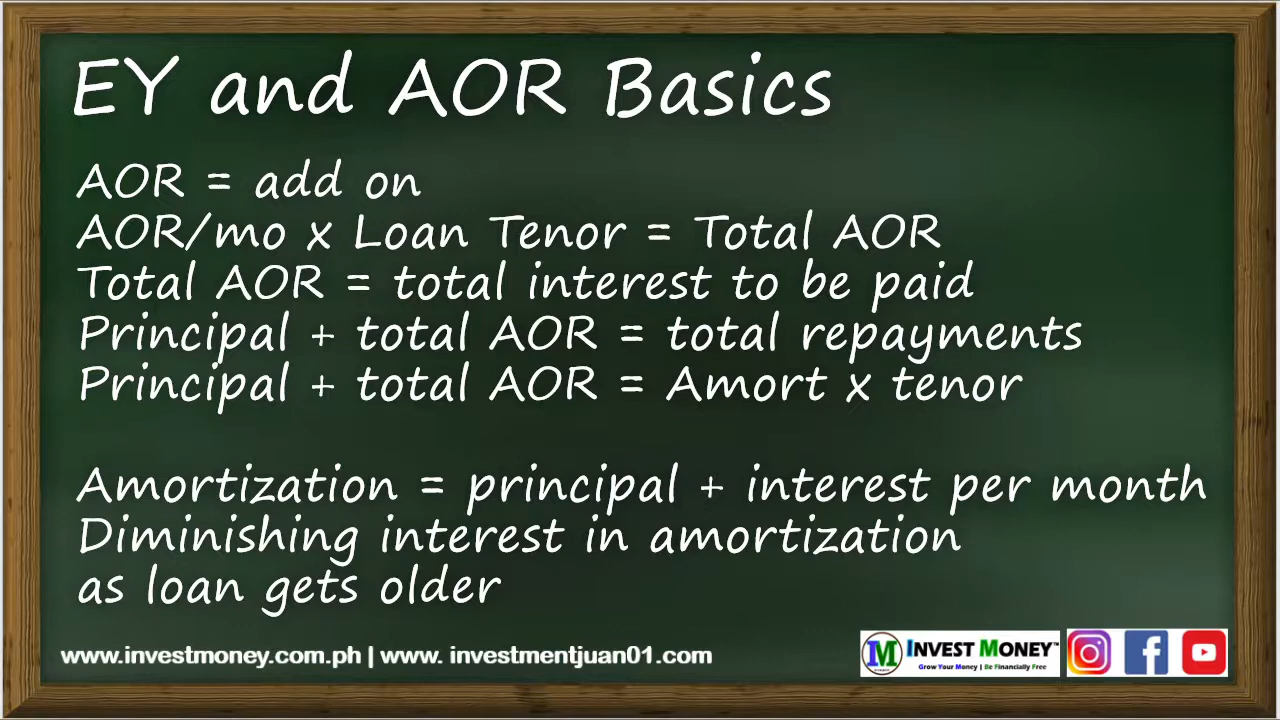 EY and AOR Basics
AOR = add on
AOR/mo x Loan Tenor = Total AOR
Total AOR = total interest to be paid
Principal + total AOR = total repayments
Principal + total AOR = Amort x tenor
Amortization = principal + interest per month
Diminishing interest in amortization
as loan gets older
www.investmoney.com.ph | www. investmentjuan01.com
INVEST MONEY™
Grow Your Money | Be Financially Free